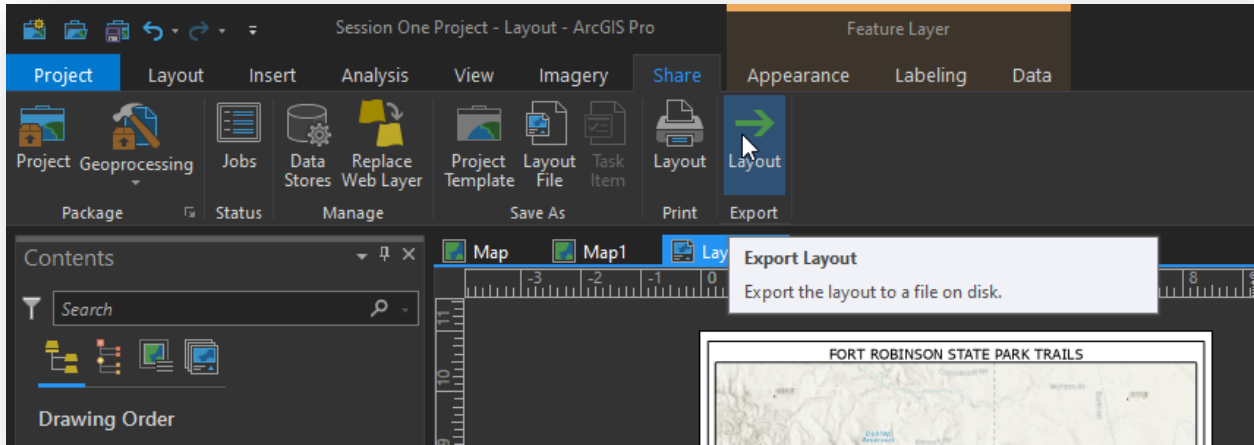 Session One Project - Layout - ArcGIS Pro
Feature Layer
Project Layout Insert Analysis View Imagery Share Appearance Labeling Data
Project Geoprocessing Jobs Data Stores Replace Web Layer Project Template Layout File Task Item Layout Layout
Package Status Manage Save As Print Export
Contents
Map Map1 Lay
Export Layout
Export the layout to a file on disk.
-3 -2 -1 0 8
Search
11
10
FORT ROBINSON STATE PARK TRAILS
Drawing Order